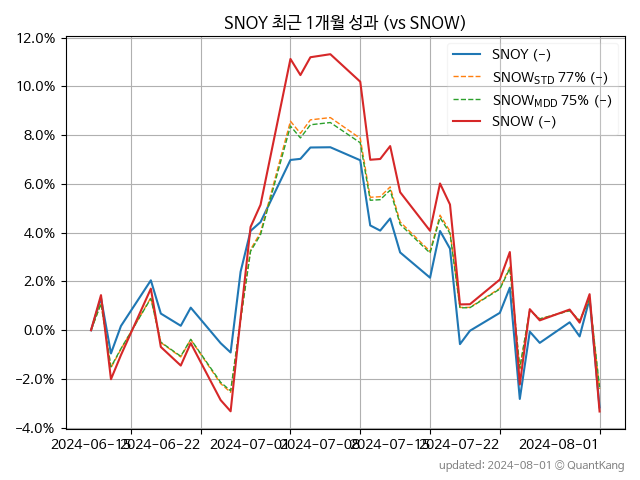 SNOY 최근 1개월 성과 (vs SNOW)
12.0%
10.0%
8.0%
6.0%
4.0%
2.0%
0.0%
−2.0%
−4.0%
SNOY (-)
SNOWSTD 77% (-)
SNOWMDD 75% (-)
SNOW (-)
2024-06-15 2024-06-22 2024-07-01 2024-07-08 2024-07-15 2024-07-22 2024-08-01
updated: 2024-08-01 © QuantKang